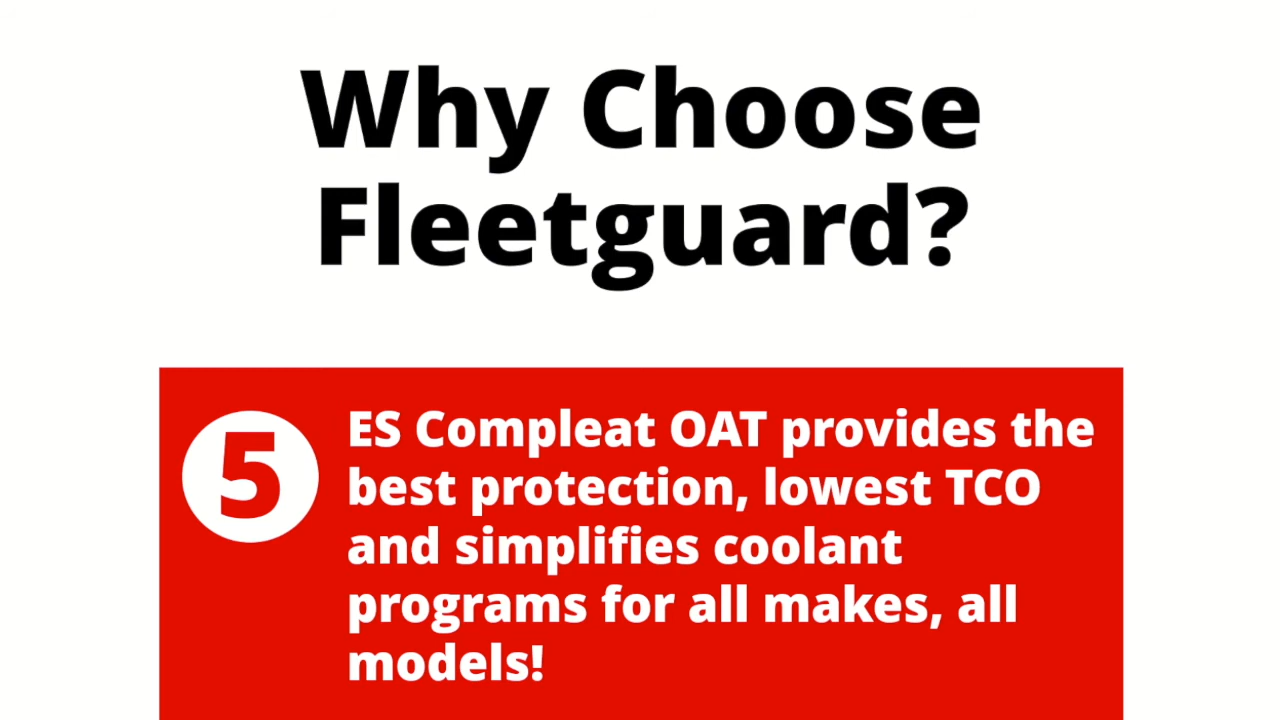 Why Choose
Fleetguard?
5
ES Compleat OAT provides the
best protection, lowest TCO
and simplifies coolant
programs for all makes, all
models!